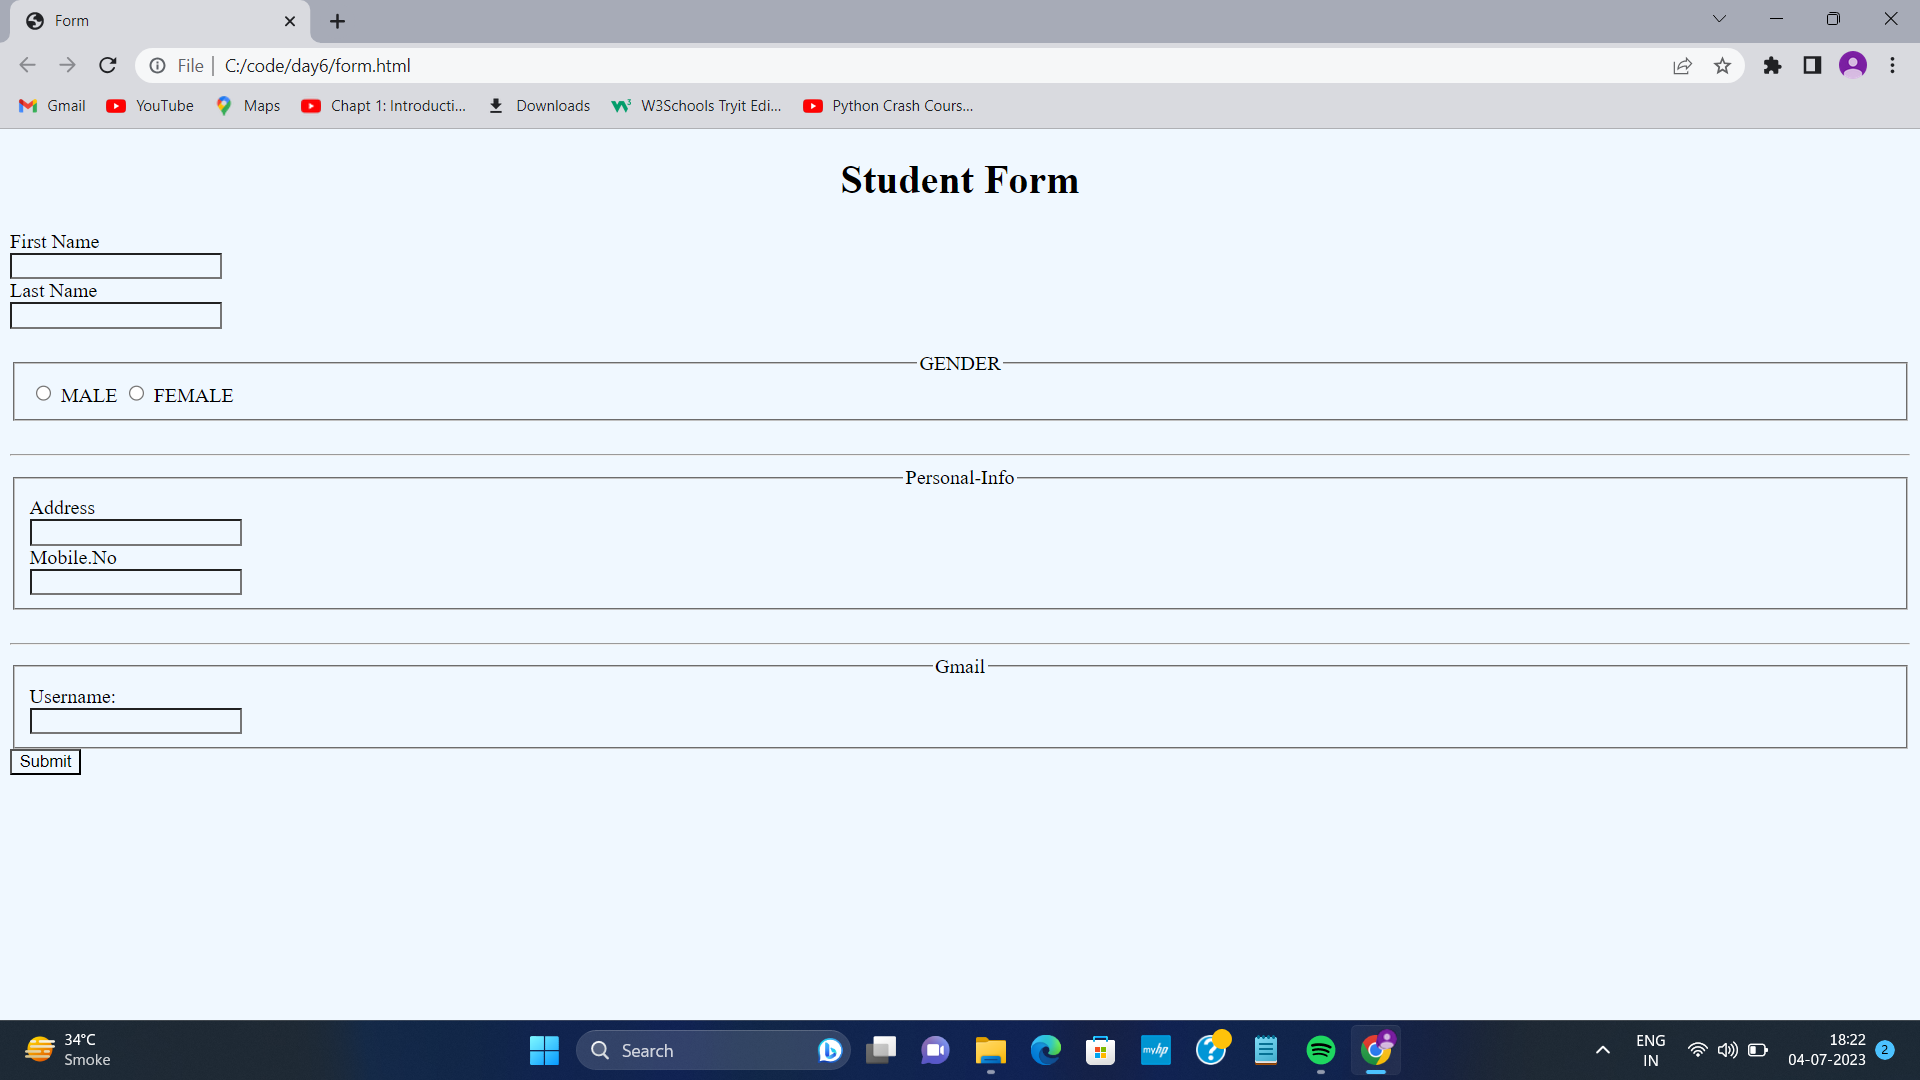 Form
File | C:/code/day6/form.html
Gmail YouTube Maps Chapt 1: Introducti... Downloads W3Schools Tryit Edi... Python Crash Cours...
Student Form
First Name
Last Name
GENDER
MALE FEMALE
Personal-Info
Address
Mobile.No
Gmail
Username:
Submit
34°C
Smoke
Search
myhp
ENG
IN
18:22
04-07-2023
2